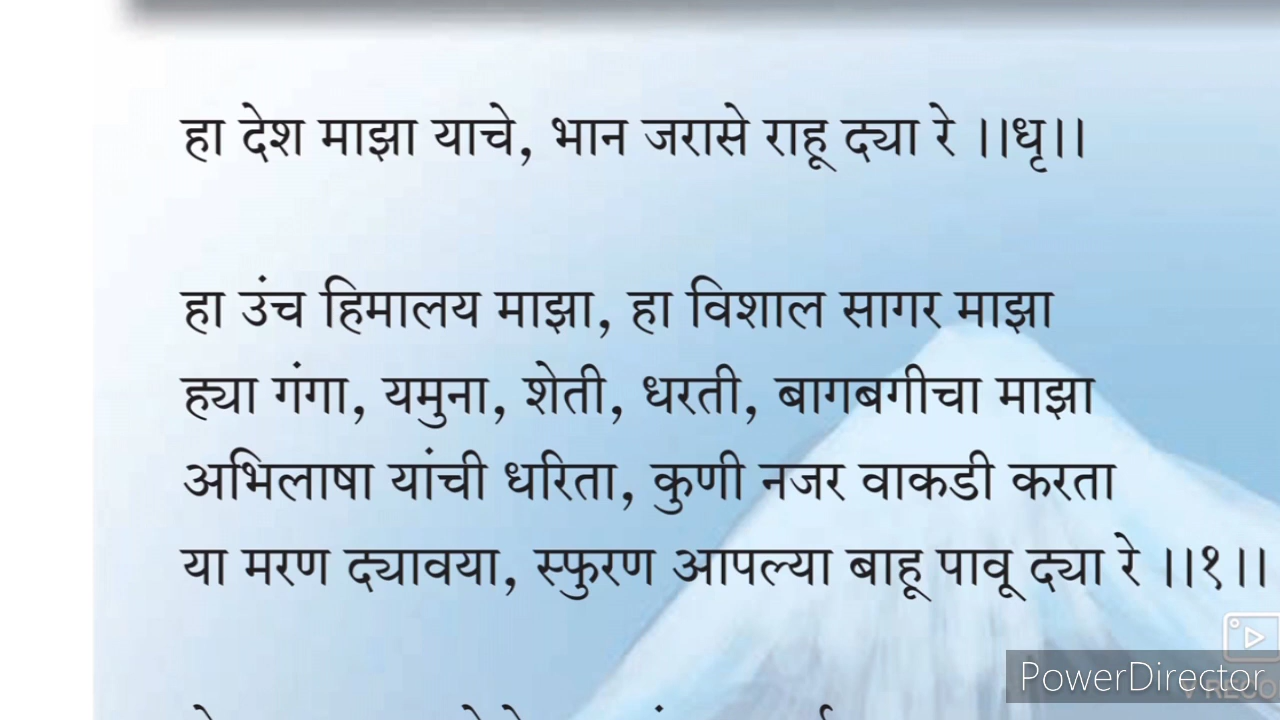 हा देश माझा याचे, भान जरासे राहू द्या रे ।।धृ।।
हा उंच हिमालय माझा, हा विशाल सागर माझा
ह्या गंगा, यमुना, शेती, धरती, बागबगीचा माझा
अभिलाषा यांची धरिता, कुणी नजर वाकडी करता
या मरण द्यावया, स्फुरण आपल्या बाहू पावू द्या रे ।।१।।
PowerDirector